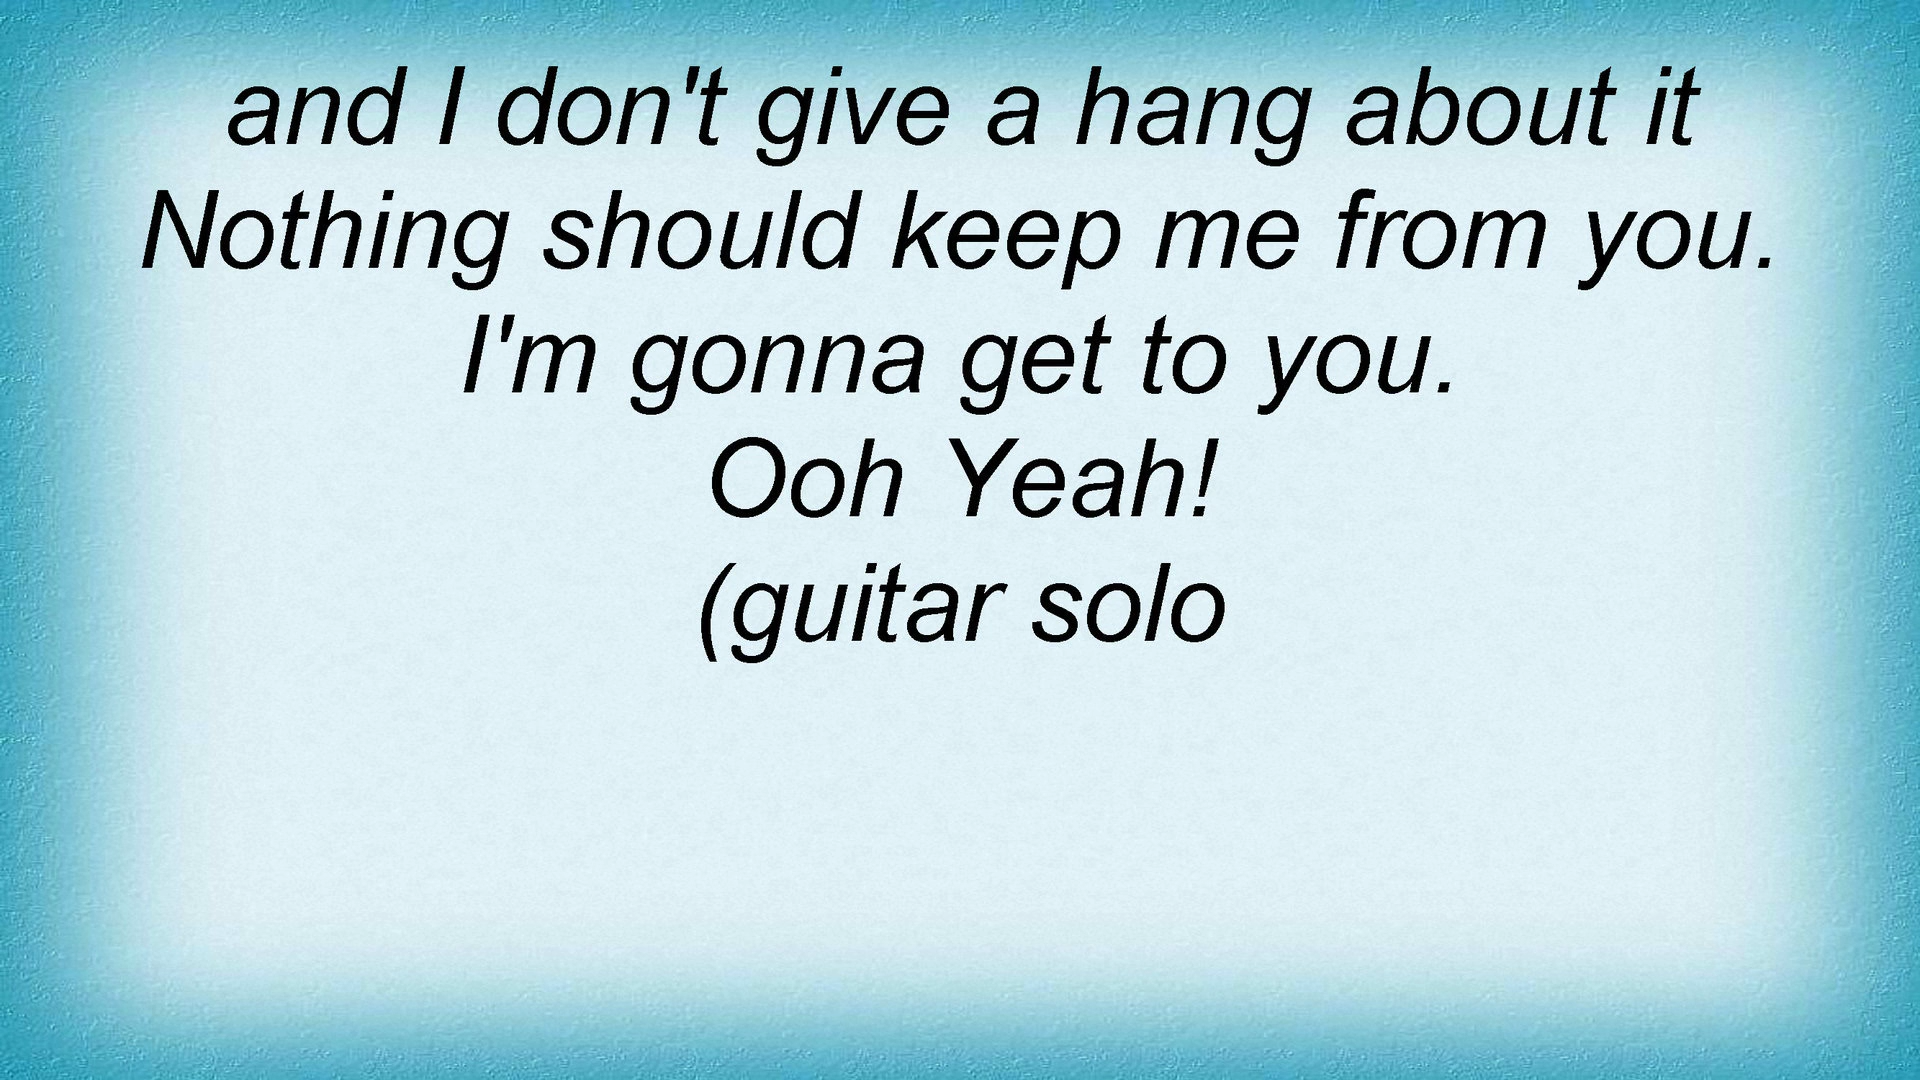 and I don't give a hang about it
Nothing should keep me from you.
I'm gonna get to you.
Ooh Yeah!
(guitar solo